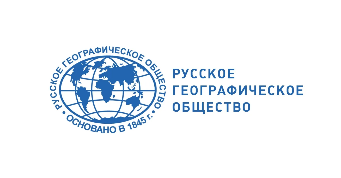 РУССКОЕ ГЕОГРАФИЧЕСКОЕ ОБЩЕСТВО
• ОСНОВАНО В 1845 г. •
РУССКОЕ
ГЕОГРАФИЧЕСКОЕ
ОБЩЕСТВО